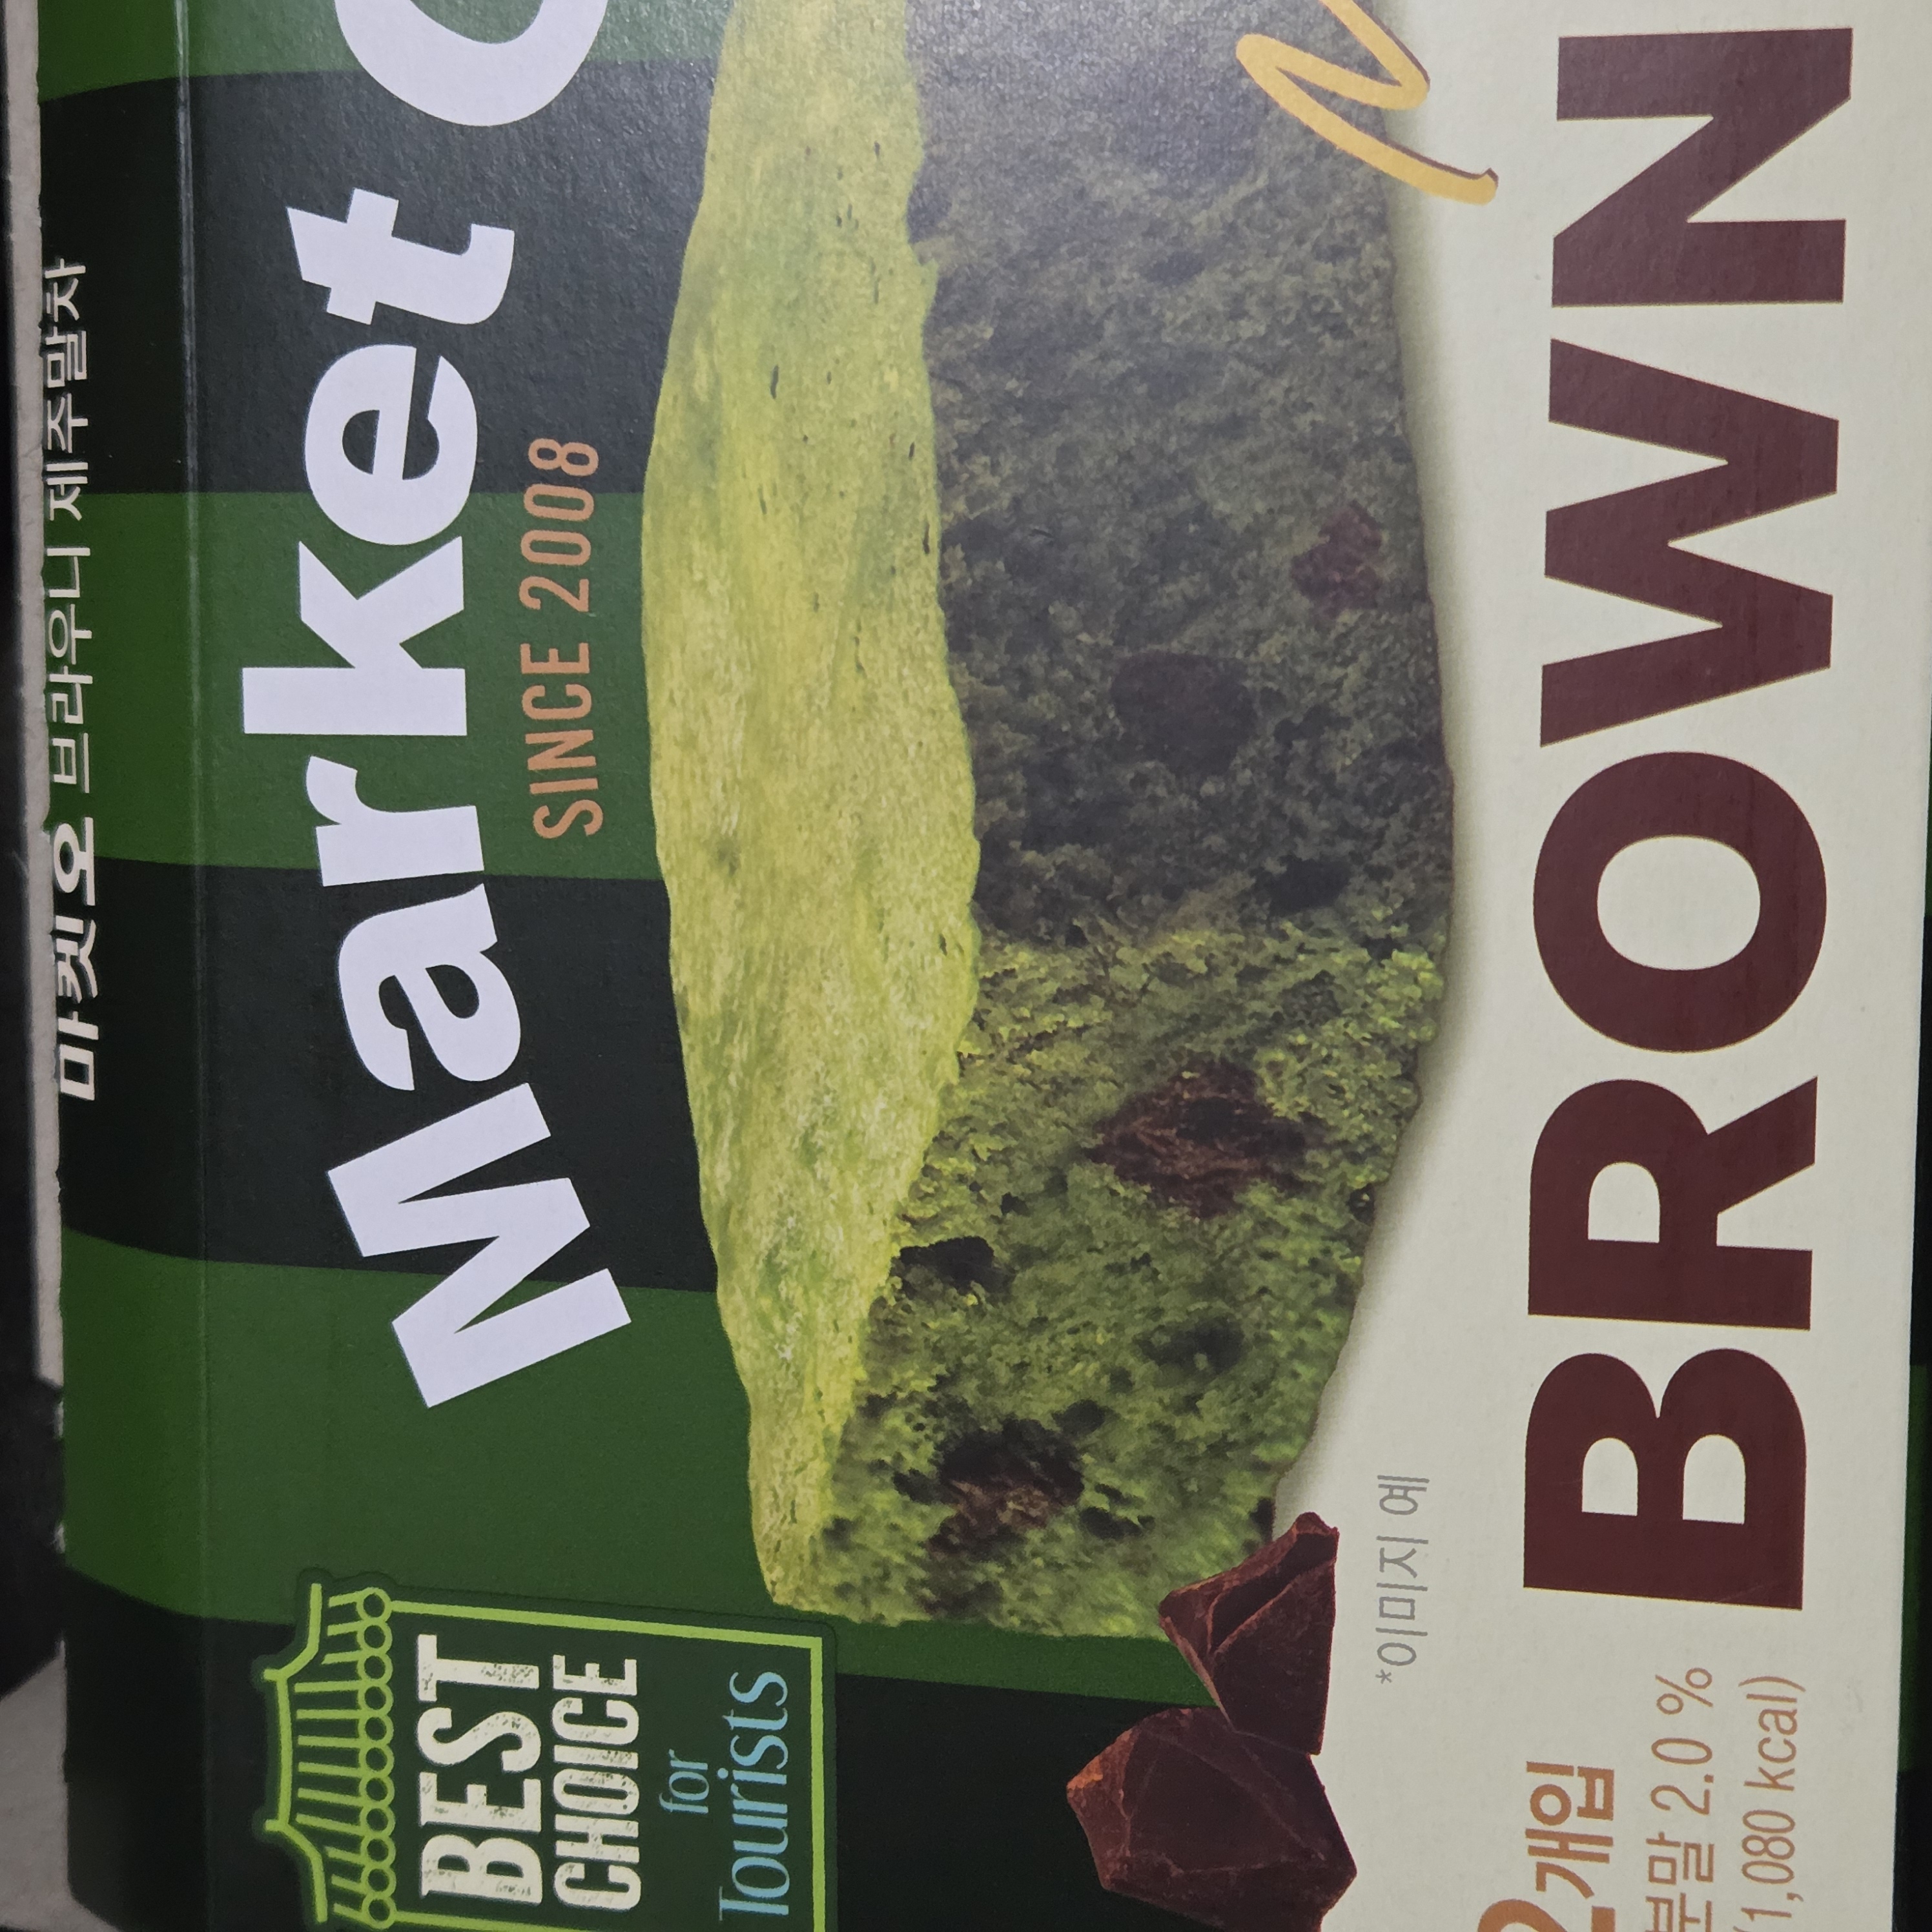 마켓오 브라우니 제주말차
Market O
SINCE 2008
BEST
CHOICE
for
Tourists
*이미지 예
BROWN
2개입
분말 2.0 %
(1,080 kcal)